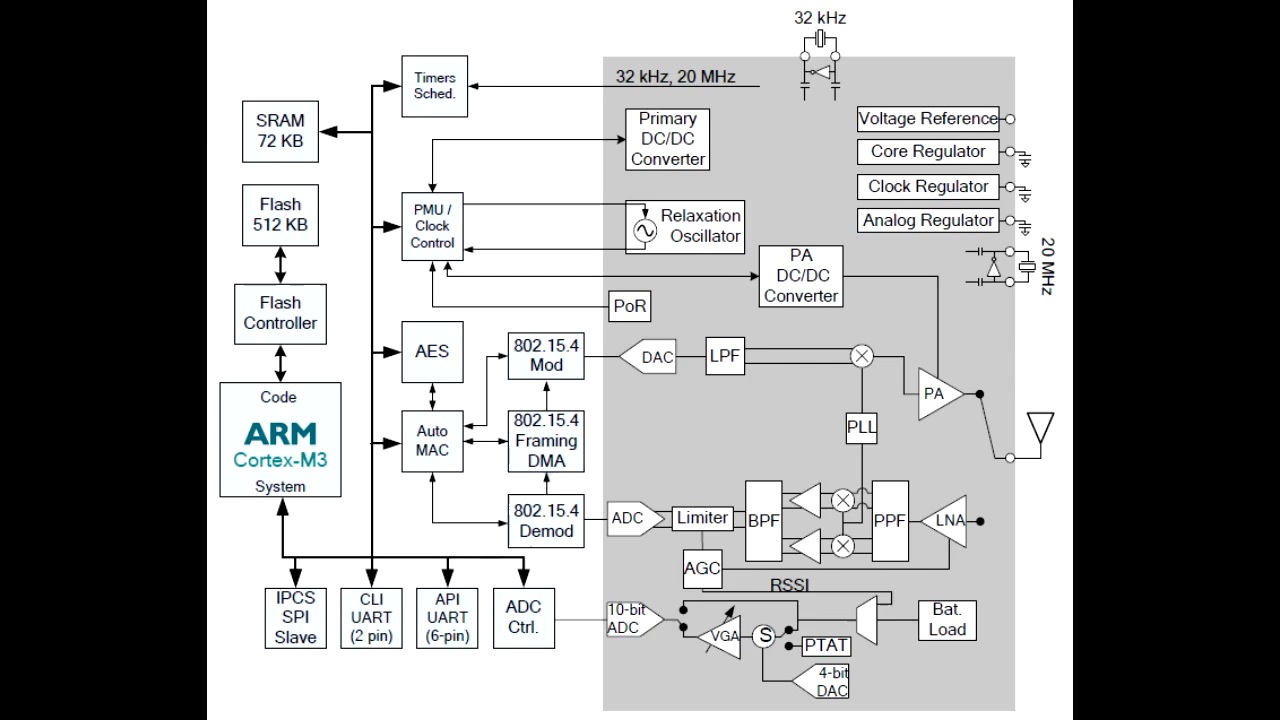 32 kHz
Timers
Sched.
32 kHz, 20 MHz
SRAM
72 KB
Primary
DC/DC
Converter
Voltage Reference
Core Regulator
Clock Regulator
Analog Regulator
Flash
512 KB
PMU /
Clock
Control
Relaxation
Oscillator
20 MHz
PA
DC/DC
Converter
Flash
Controller
PoR
AES
802.15.4
Mod
DAC
LPF
PA
Code
ARM
Cortex-M3
System
Auto
MAC
802.15.4
Framing
DMA
PLL
802.15.4
Demod
ADC
Limiter
BPF
PPF
LNA
AGC
RSSI
IPCS
SPI
Slave
CLI
UART
(2 pin)
API
UART
(6-pin)
ADC
Ctrl.
10-bit
ADC
VGA
S
PTAT
Bat.
Load
4-bit
DAC